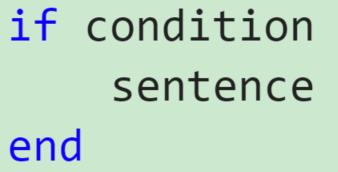 if condition
    sentence
end